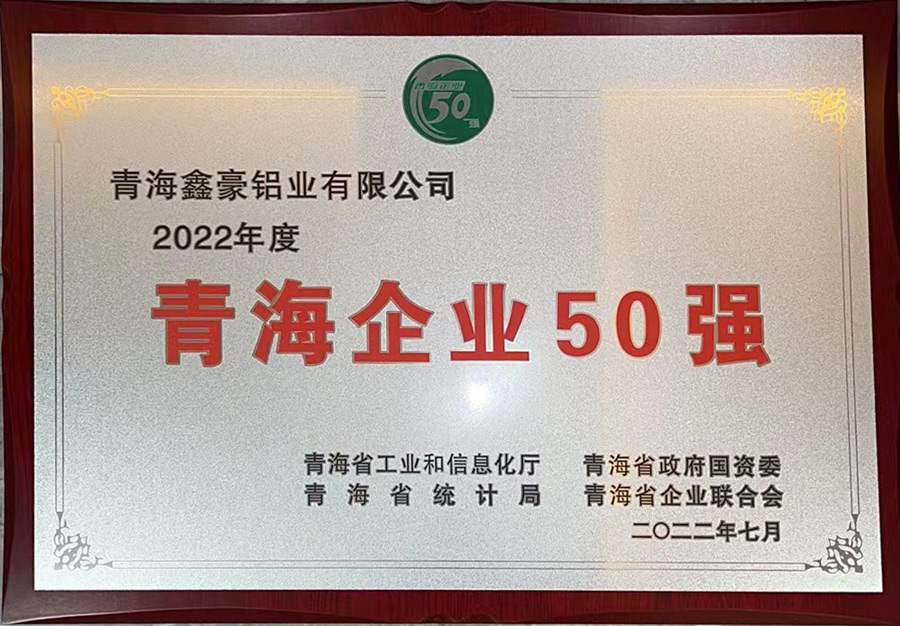 50
强
青海鑫豪铝业有限公司
2022年度
青海企业50强
青海省工业和信息化厅 青海省政府国资委
青海省统计局 青海省企业联合会
二〇二二年七月